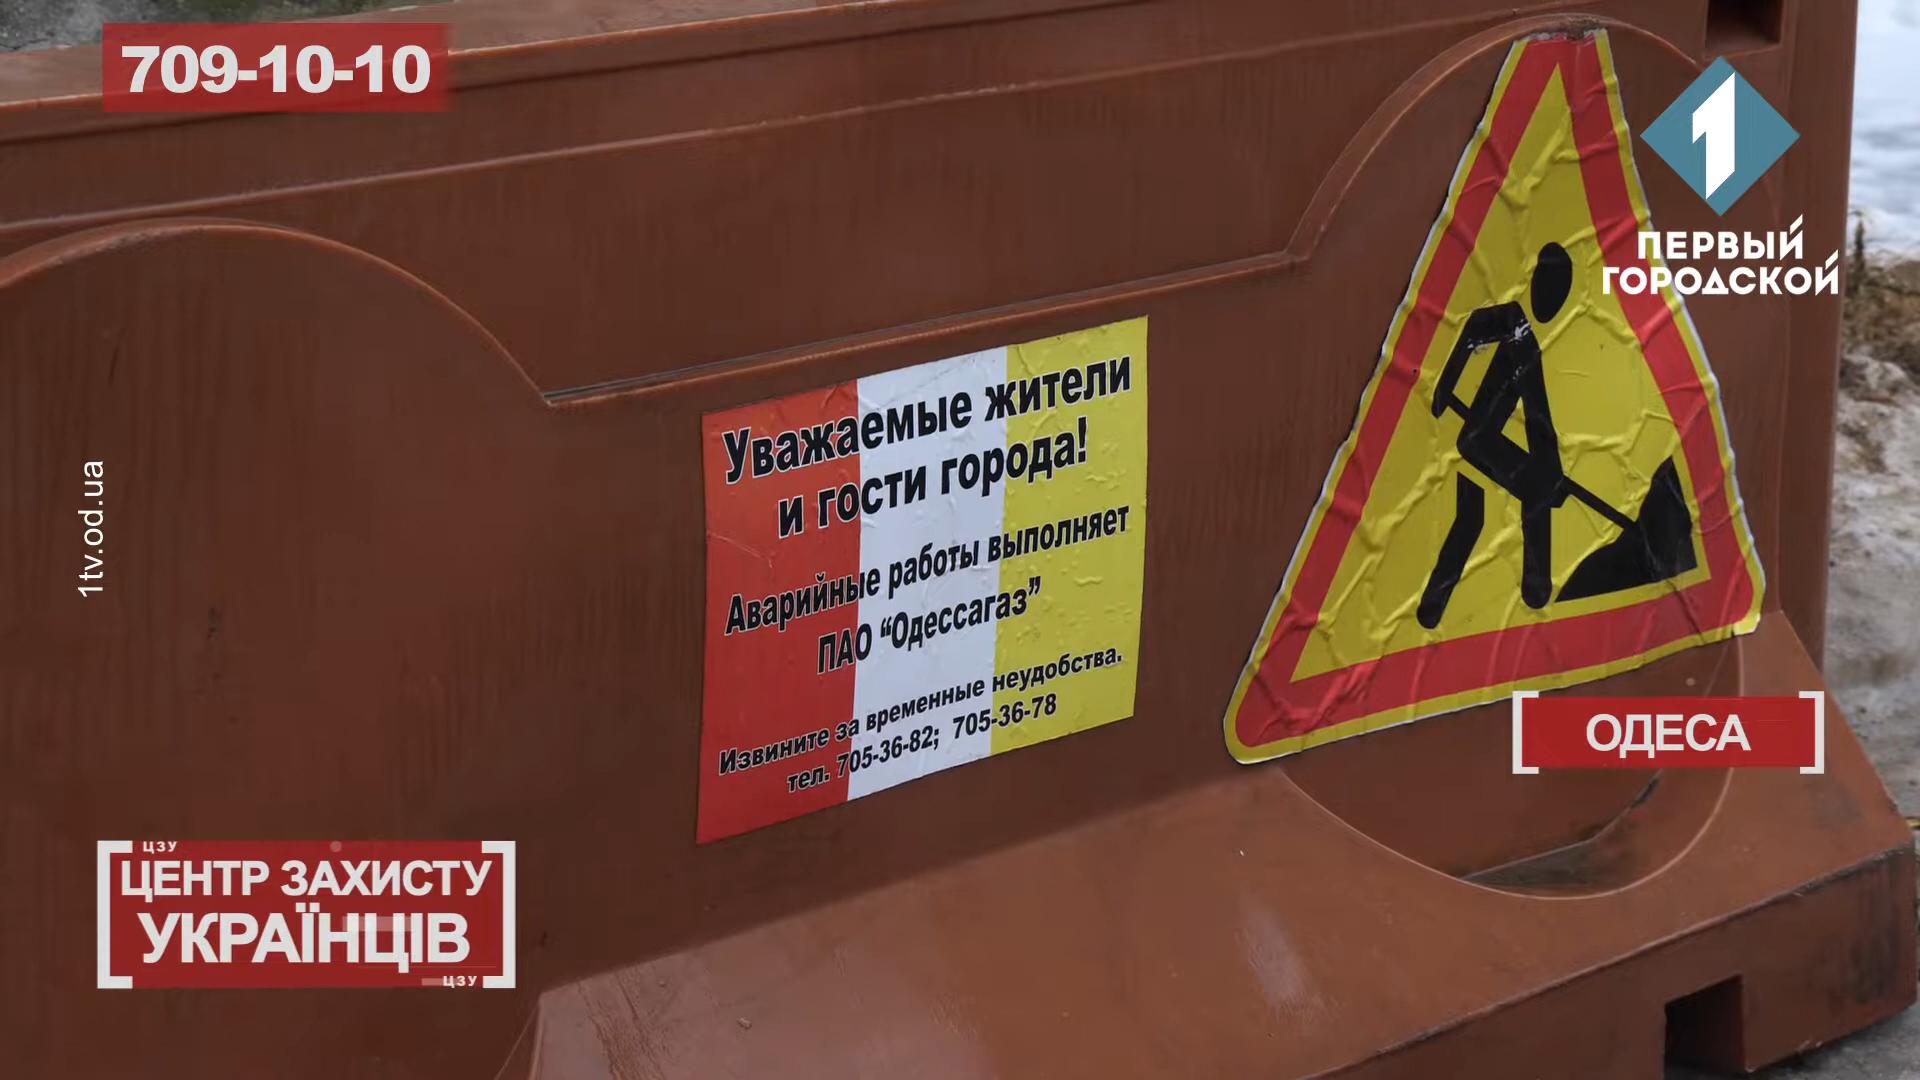 709-10-10
1
ПЕРВЫЙ
ГОРОДСКОЙ
1tv.od.ua
Уважаемые жители
и гости города!
Аварийные работы выполняет
ПАО “Одессагаз”
Извините за временные неудобства.
тел. 705-36-82; 705-36-78
ОДЕСА
ЦЗУ
ЦЕНТР ЗАХИСТУ
УКРАЇНЦІВ
ЦЗУ